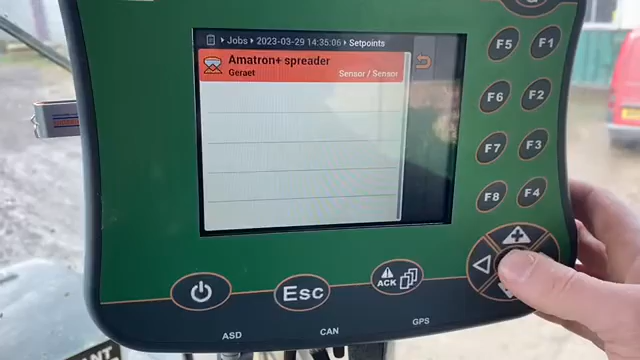 Jobs ▸ 2023-03-29 14:35:06 ▸ Setpoints
Amatron+ spreader
Geraet Sensor / Sensor
F5 F1
F6 F2
F7 F3
F8 F4
Esc
ACK
ASD CAN GPS